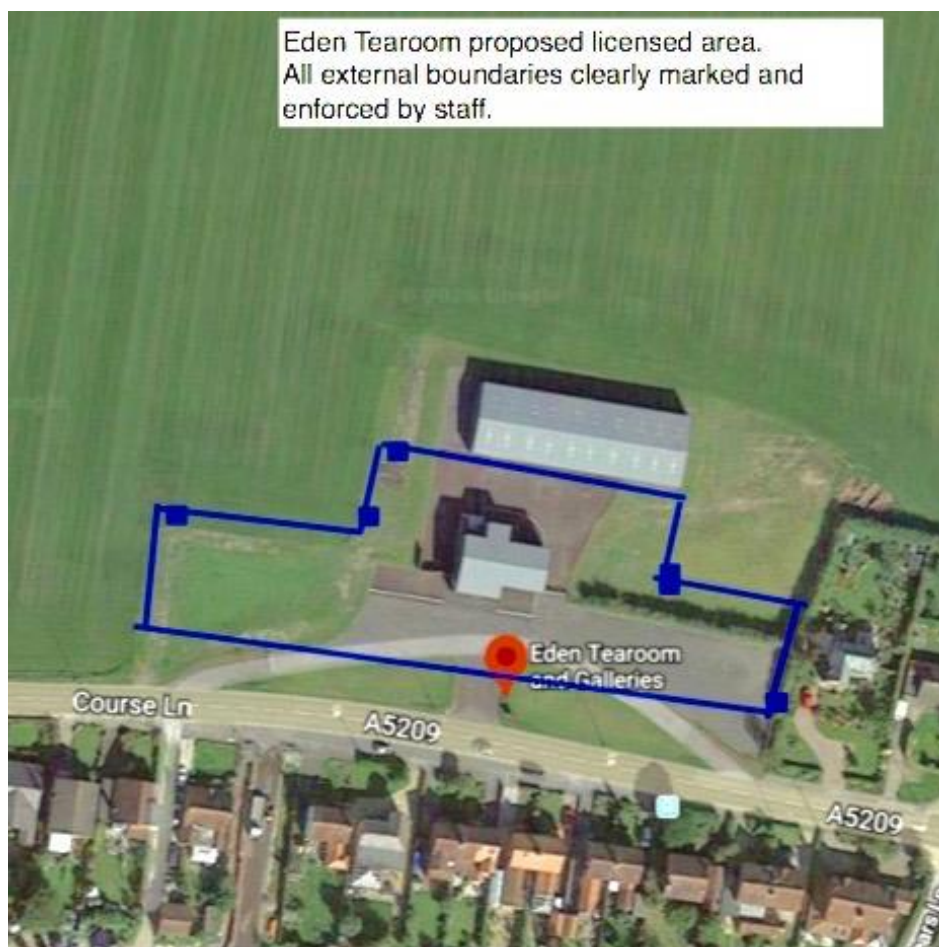 Eden Tearoom proposed licensed area.
All external boundaries clearly marked and
enforced by staff.
Eden Tearoom
and Galleries
Course Ln
A5209
A5209